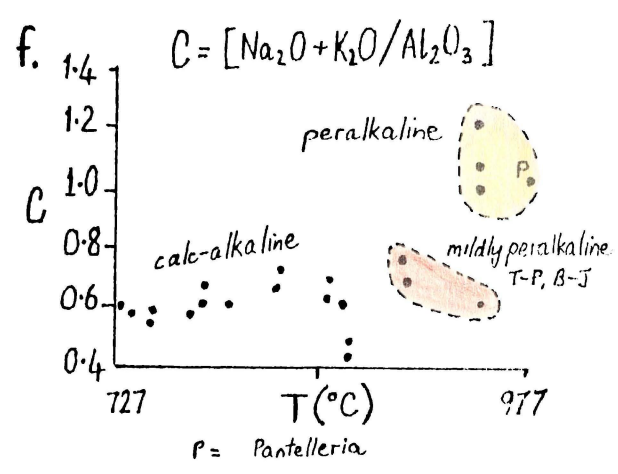 f. C = [Na₂O + K₂O / Al₂O₃]
1·4
1·2
peralkaline
P
1·0
C
0·8
calc-alkaline
mildly peralkaline
T-P, B-J
0·6
0·4
727 T(°C) 977
P = Pantelleria